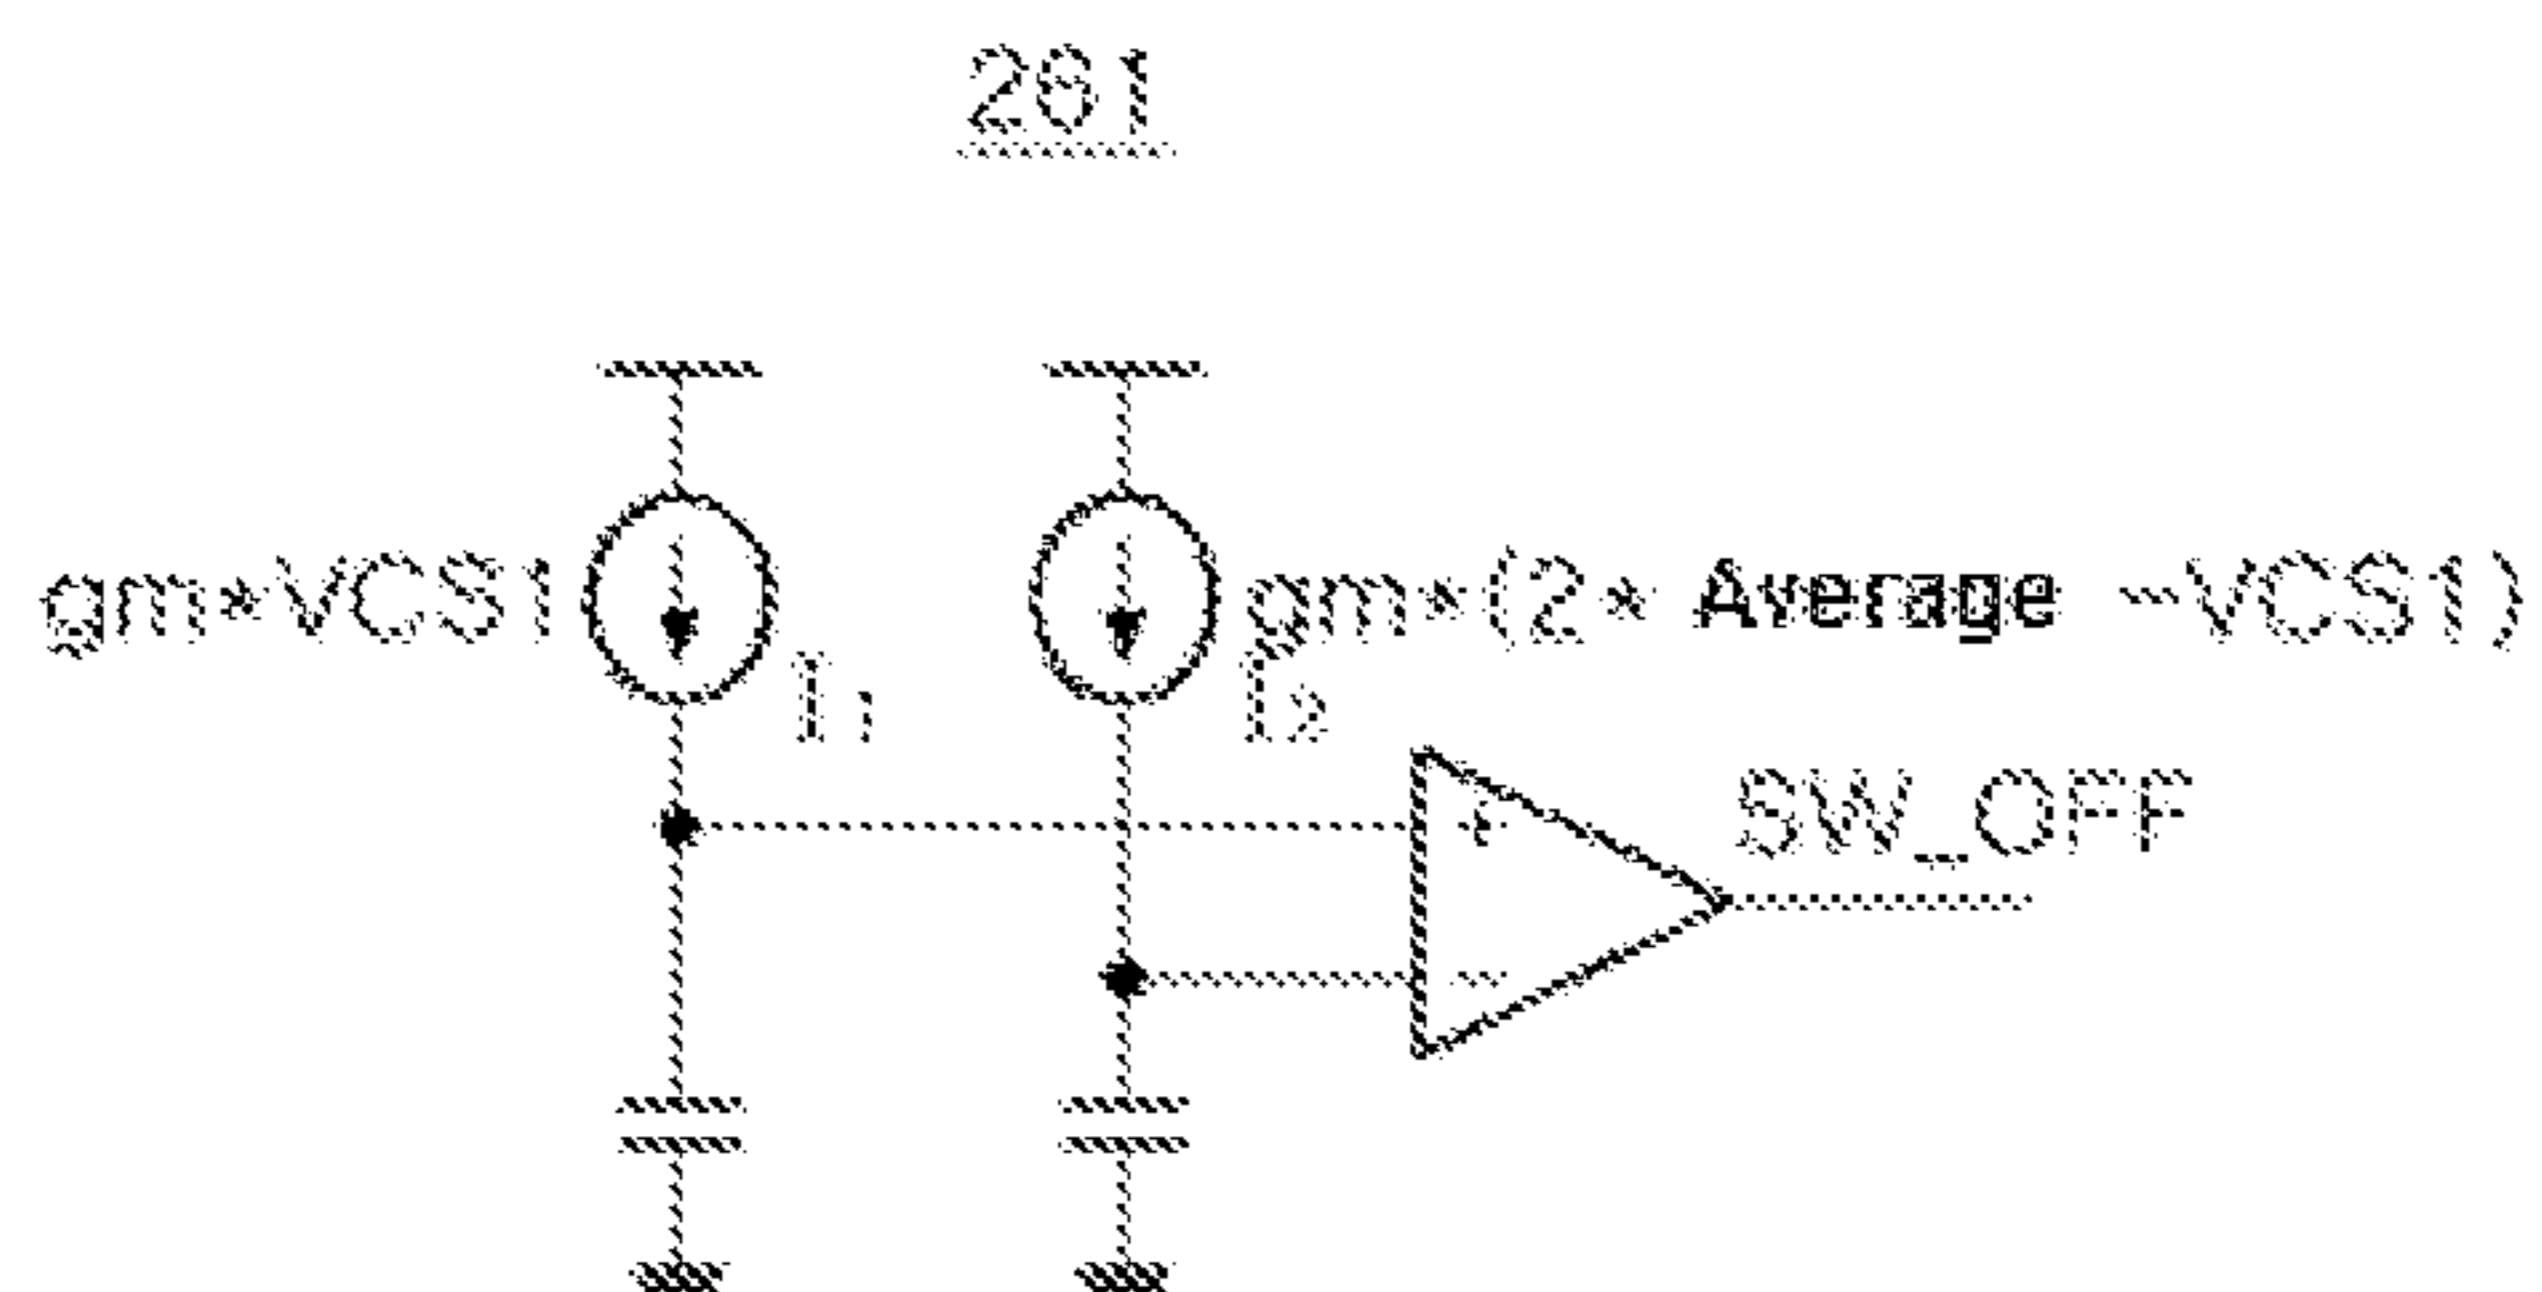 281
gm*VCS1
gm*(2* Average -VCS1)
I1
I2
+
SW_OFF
-